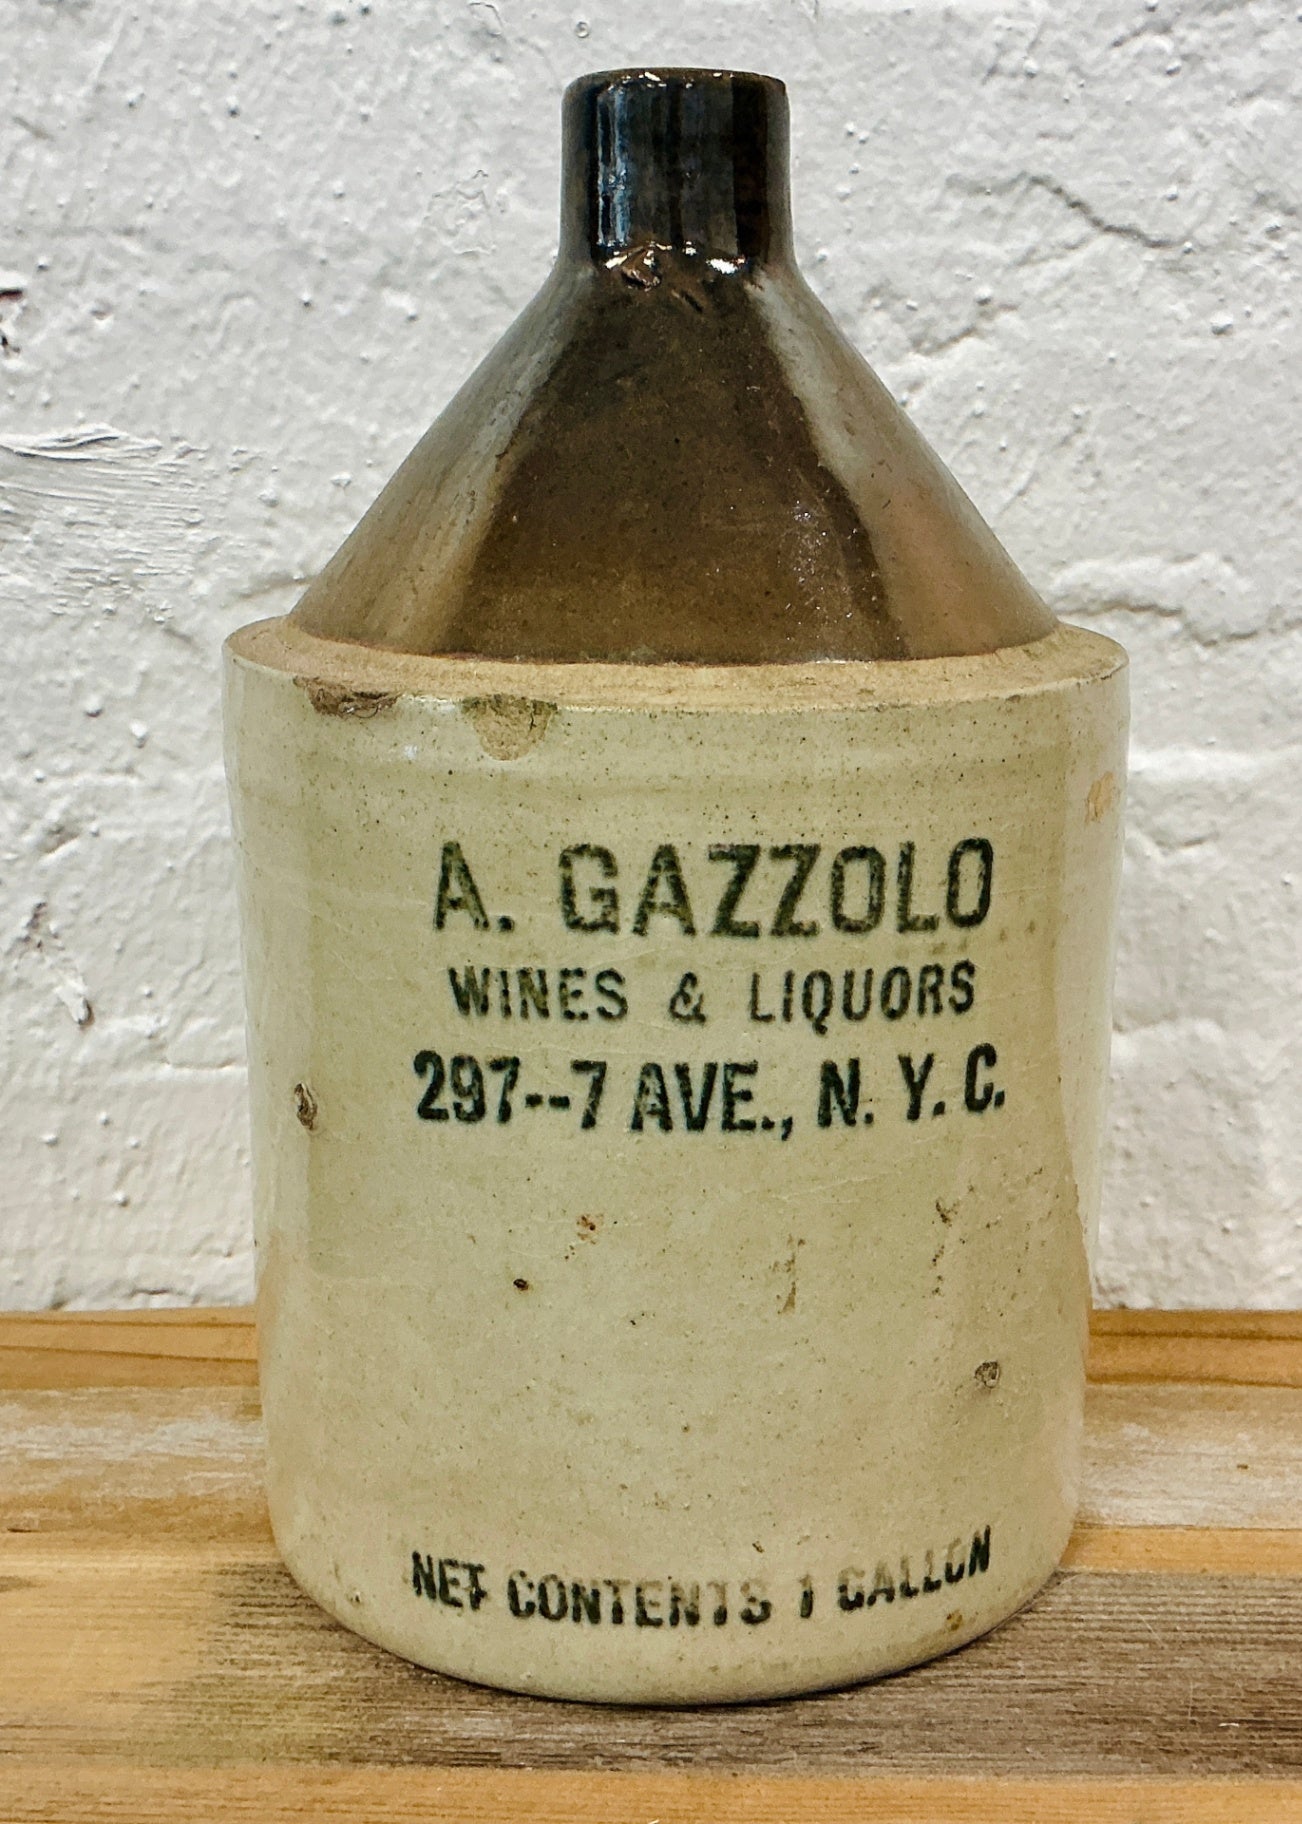 A. GAZZOLO
WINES & LIQUORS
297--7 AVE., N. Y. C.
NET CONTENTS 1 GALLON